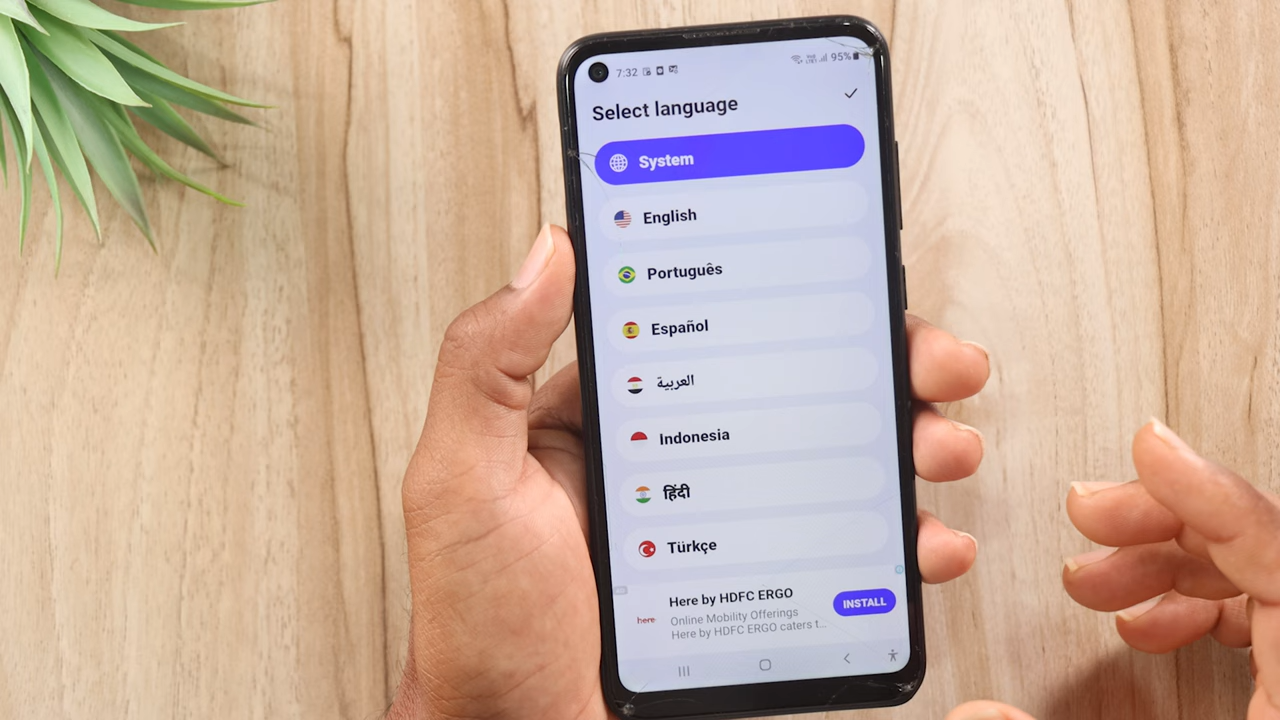 7:32
95%
Select language
System
English
Português
Español
العربية
Indonesia
हिंदी
Türkçe
Here by HDFC ERGO
Online Mobility Offerings
Here by HDFC ERGO caters t...
here
INSTALL